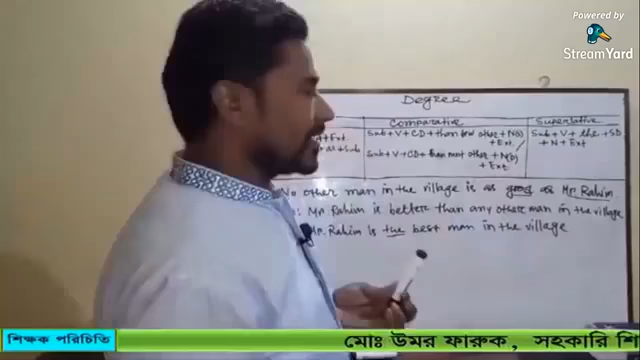 Powered by
StreamYard
Degree
Comparative
Superlative
Sub+V+CD+than few other+N(s)
+Ext
Sub+V+the+SD
+N+Ext
Sub+V+CD+than most other+N(s)
+Ext
No other man in the village is as good as Mr. Rahim.
Mr. Rahim is better than any other man in the village
Mr. Rahim is the best man in the village
শিক্ষক পরিচিতি
মোঃ উমর ফারুক, সহকারি শি